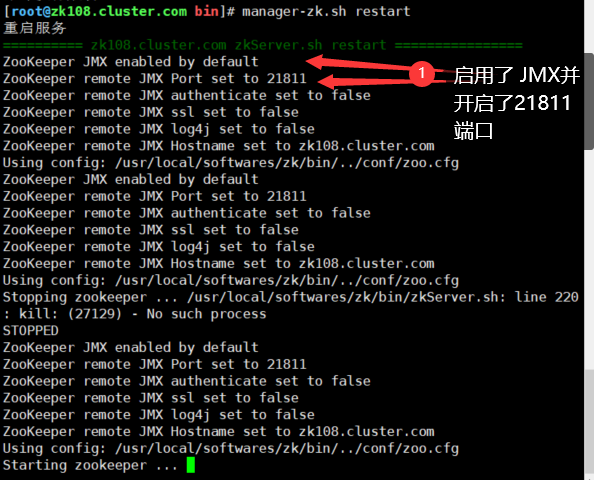 [root@zk108.cluster.com bin]# manager-zk.sh restart
重启服务
========== zk108.cluster.com zkServer.sh restart ================
ZooKeeper JMX enabled by default
ZooKeeper remote JMX Port set to 21811
ZooKeeper remote JMX authenticate set to false
ZooKeeper remote JMX ssl set to false
ZooKeeper remote JMX log4j set to false
ZooKeeper remote JMX Hostname set to zk108.cluster.com
Using config: /usr/local/softwares/zk/bin/../conf/zoo.cfg
ZooKeeper JMX enabled by default
ZooKeeper remote JMX Port set to 21811
ZooKeeper remote JMX authenticate set to false
ZooKeeper remote JMX ssl set to false
ZooKeeper remote JMX log4j set to false
ZooKeeper remote JMX Hostname set to zk108.cluster.com
Using config: /usr/local/softwares/zk/bin/../conf/zoo.cfg
Stopping zookeeper ... /usr/local/softwares/zk/bin/zkServer.sh: line 220
: kill: (27129) - No such process
STOPPED
ZooKeeper JMX enabled by default
ZooKeeper remote JMX Port set to 21811
ZooKeeper remote JMX authenticate set to false
ZooKeeper remote JMX ssl set to false
ZooKeeper remote JMX log4j set to false
ZooKeeper remote JMX Hostname set to zk108.cluster.com
Using config: /usr/local/softwares/zk/bin/../conf/zoo.cfg
Starting zookeeper ...
1
启用了 JMX并
开启了21811
端口